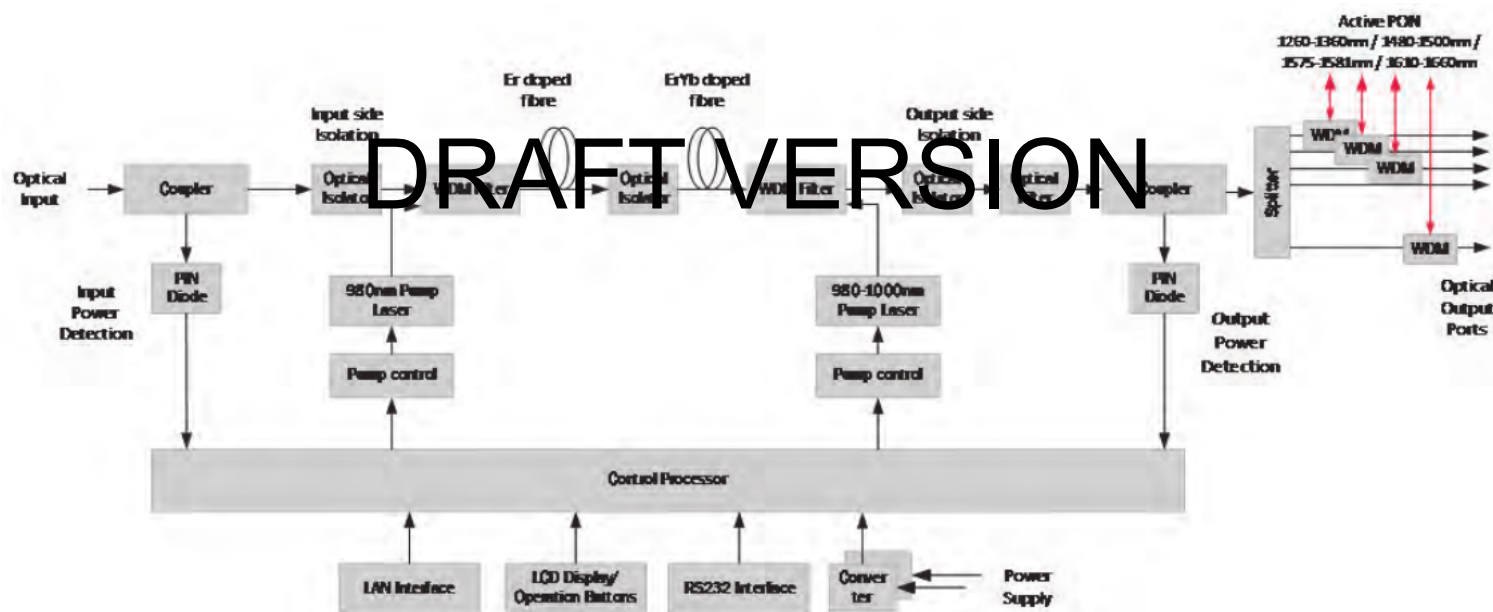 Active PON
1260-1360nm / 1480-1500nm /
1575-1581nm / 1610-1660nm
Er doped
fibre
ErYb doped
fibre
Input side
Isolation
Output side
Isolation
DRAFT VERSION
Optical
Input
Coupler
Optical
Isolator
WDM Filter
Optical
Isolator
WDM Filter
Optical
Isolator
Optical
Filter
Coupler
Splitter
WDM
WDM
WDM
WDM
Optical
Output
Ports
Input
Power
Detection
PIN
Diode
980nm Pump
Laser
980-1000nm
Pump Laser
PIN
Diode
Output
Power
Detection
Pump control
Pump control
Control Processor
LAN Interface
LCD Display/
Operation Buttons
RS232 Interface
Conver
ter
Power
Supply